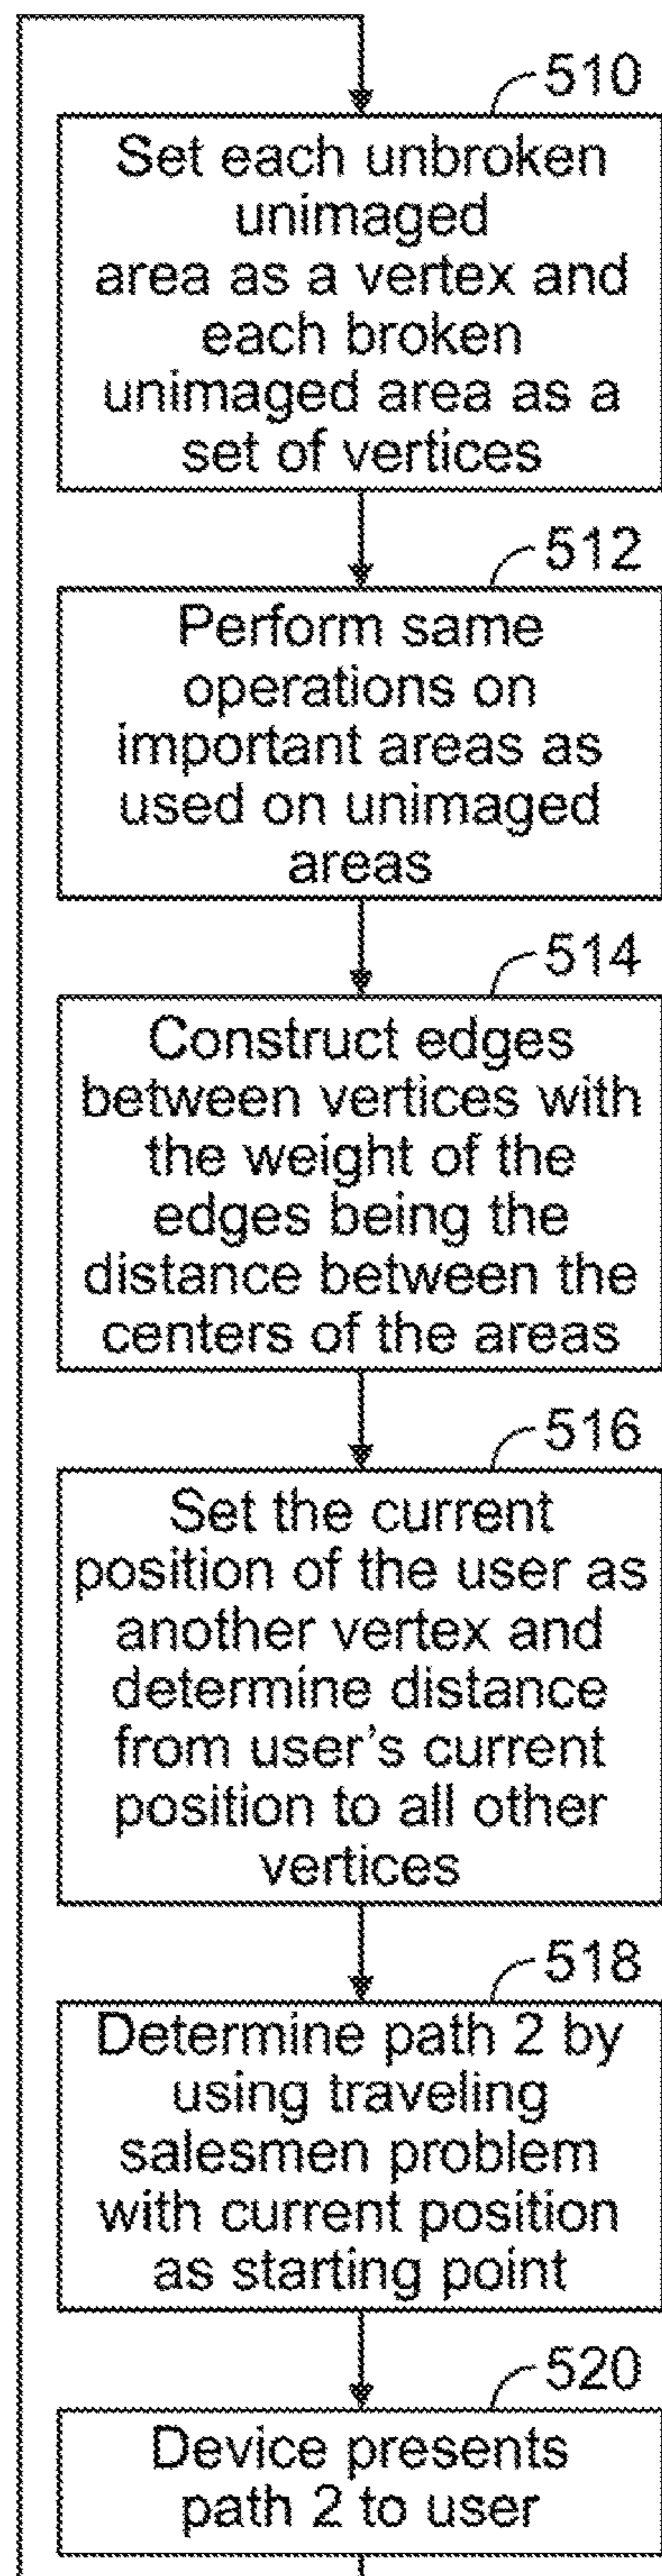 510
Set each unbroken
unimaged
area as a vertex and
each broken
unimaged area as a
set of vertices
512
Perform same
operations on
important areas as
used on unimaged
areas
514
Construct edges
between vertices with
the weight of the
edges being the
distance between the
centers of the areas
516
Set the current
position of the user as
another vertex and
determine distance
from user's current
position to all other
vertices
518
Determine path 2 by
using traveling
salesmen problem
with current position
as starting point
520
Device presents
path 2 to user